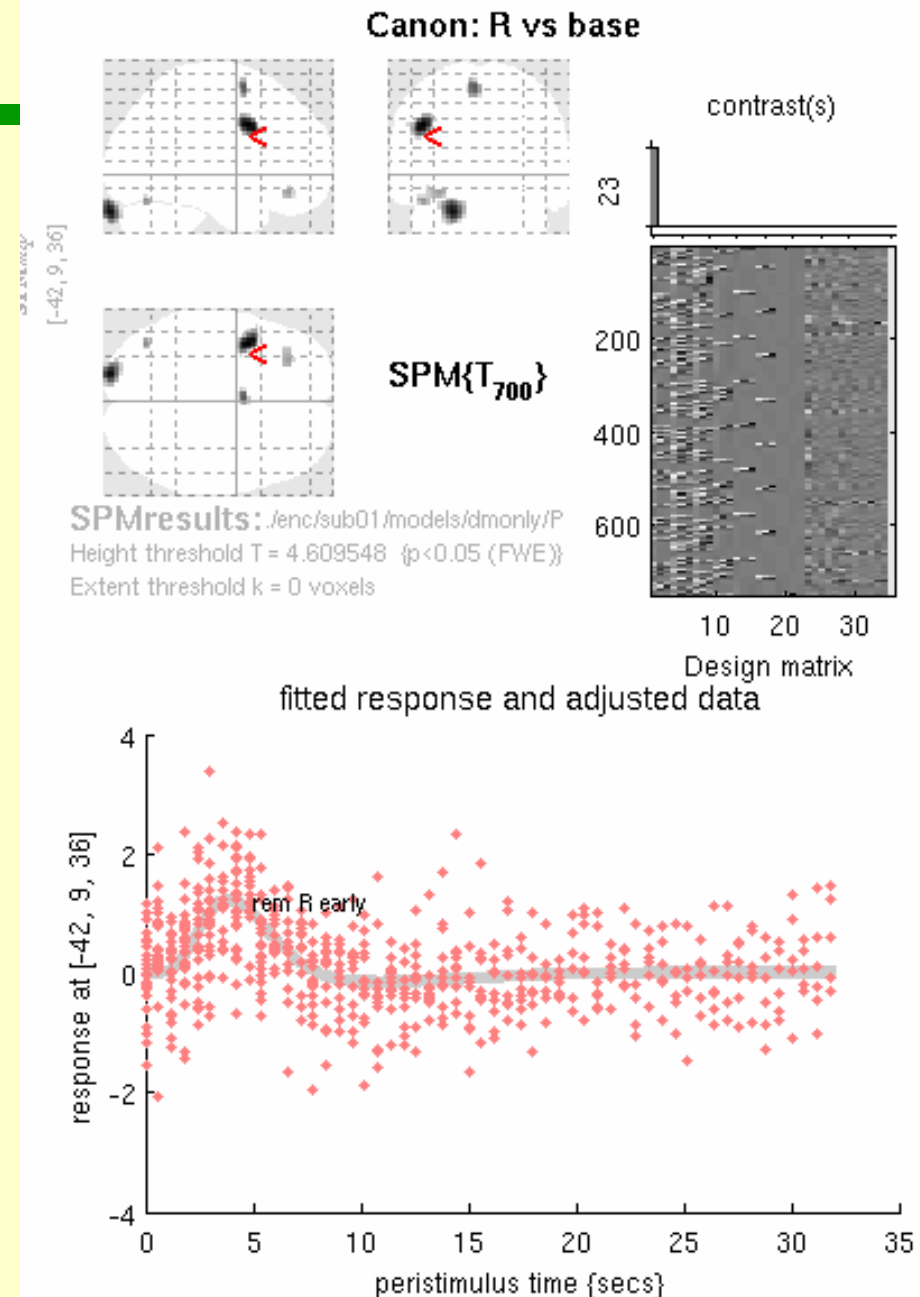 Canon: R vs base
contrast(s)
23
[-42, 9, 36]
SPM{T700}
200
400
600
10 20 30
Design matrix
SPMresults: ./enc/sub01/models/dmonly/P
Height threshold T = 4.609548 {p<0.05 (FWE)}
Extent threshold k = 0 voxels
fitted response and adjusted data
response at [-42, 9, 36]
4
2
0
-2
-4
rem R early
0 5 10 15 20 25 30 35
peristimulus time {secs}